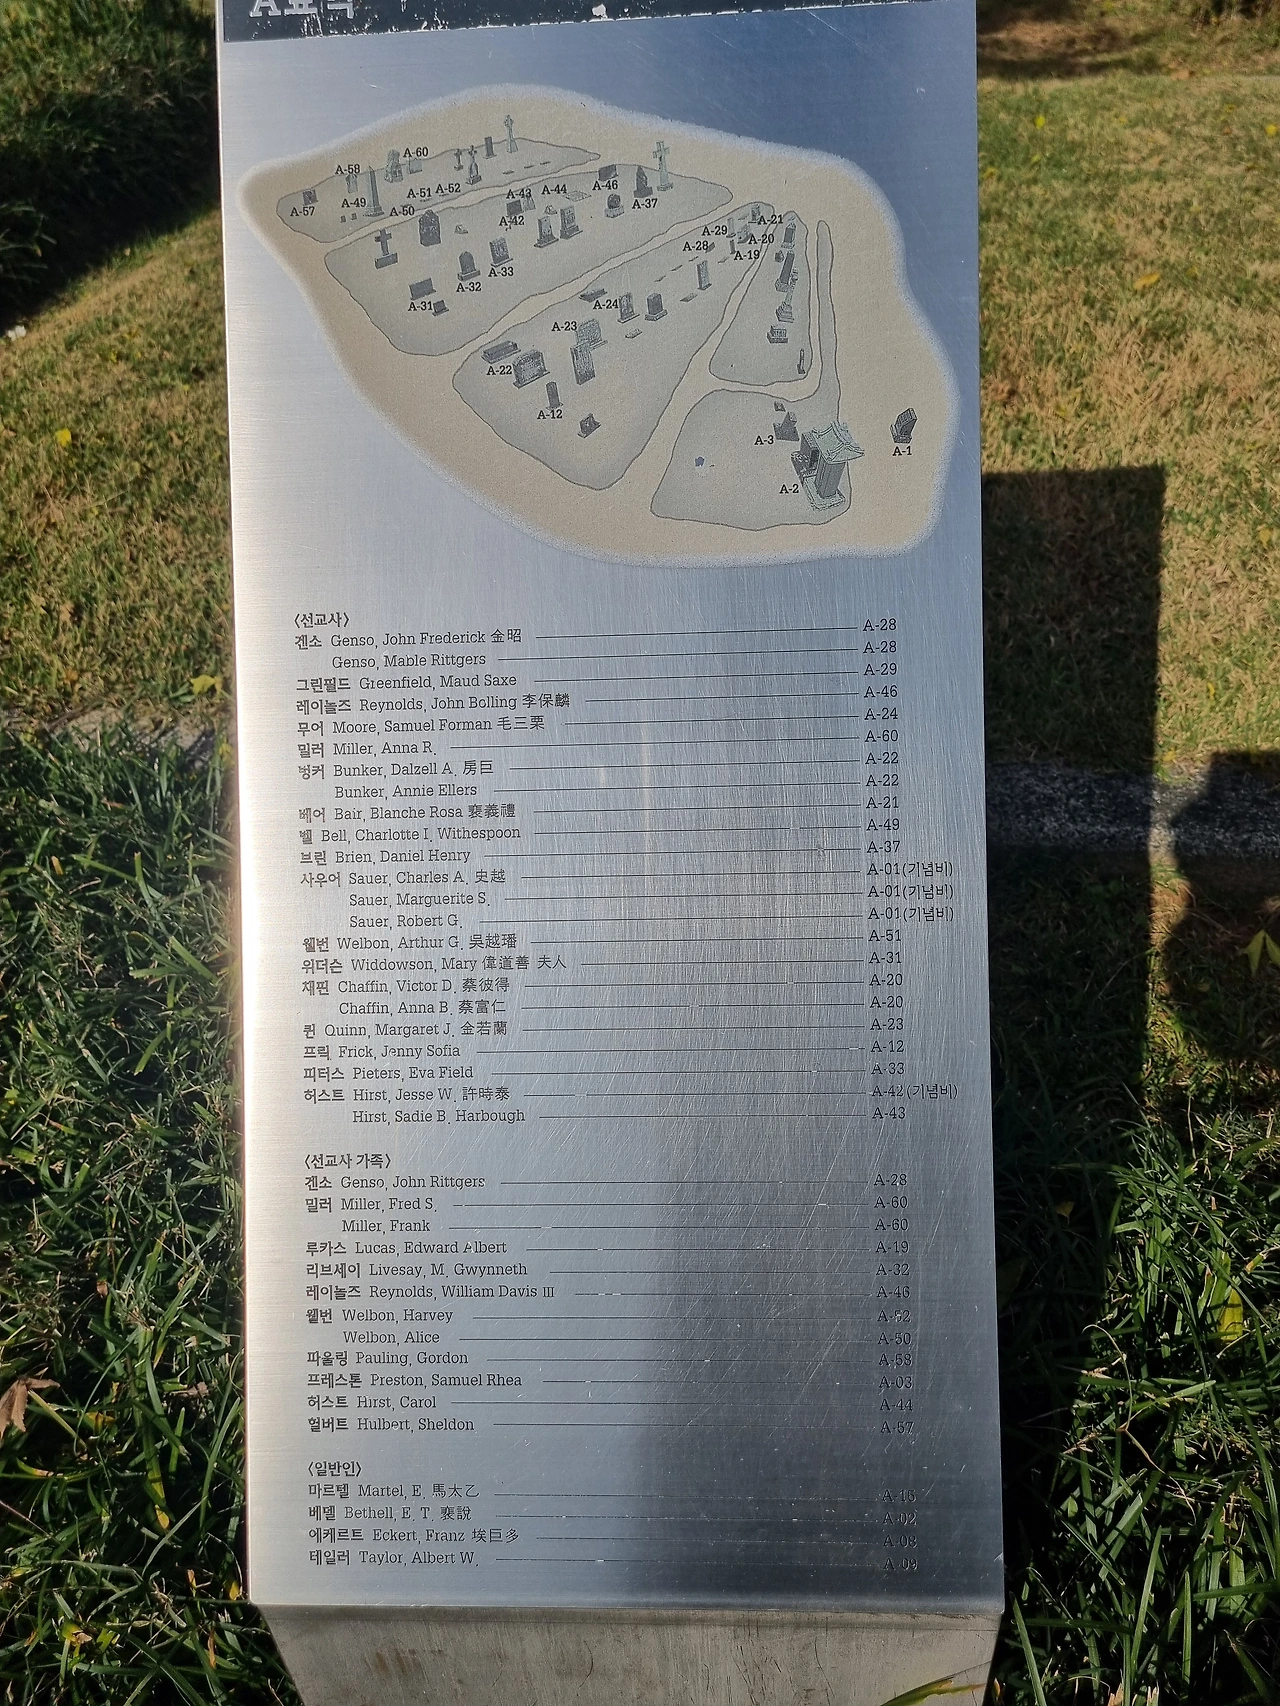 A묘역
A-60
A-58
A-57
A-49
A-51
A-52
A-50
A-43
A-44
A-46
A-37
A-42
A-33
A-32
A-31
A-21
A-29
A-20
A-28
A-19
A-24
A-23
A-22
A-12
A-3
A-2
A-1
〈선교사〉
겐소 Genso, John Frederick 金昭 A-28
Genso, Mable Rittgers A-28
그린필드 Greenfield, Maud Saxe A-29
레이놀즈 Reynolds, John Bolling 李保麟 A-46
무어 Moore, Samuel Forman 毛三栗 A-24
밀러 Miller, Anna R. A-60
벙커 Bunker, Dalzell A. 房巨 A-22
Bunker, Annie Ellers A-22
베어 Bair, Blanche Rosa 裵義禮 A-21
벨 Bell, Charlotte I. Withespoon A-49
브린 Brien, Daniel Henry A-37
사우어 Sauer, Charles A. 史越 A-01(기념비)
Sauer, Marguerite S. A-01(기념비)
Sauer, Robert G. A-01(기념비)
웰번 Welbon, Arthur G. 吳越璠 A-51
위더슨 Widdowson, Mary 偉道善 夫人 A-31
채핀 Chaffin, Victor D. 蔡彼得 A-20
Chaffin, Anna B. 蔡富仁 A-20
퀸 Quinn, Margaret J. 金若蘭 A-23
프릭 Frick, Jenny Sofia A-12
피터스 Pieters, Eva Field A-33
허스트 Hirst, Jesse W. 許時泰 A-42(기념비)
Hirst, Sadie B. Harbough A-43
〈선교사 가족〉
겐소 Genso, John Rittgers A-28
밀러 Miller, Fred S. A-60
Miller, Frank A-60
루카스 Lucas, Edward Albert A-19
리브세이 Livesay, M. Gwynneth A-32
레이놀즈 Reynolds, William Davis III A-46
웰번 Welbon, Harvey A-52
Welbon, Alice A-50
파울링 Pauling, Gordon A-58
프레스톤 Preston, Samuel Rhea A-03
허스트 Hirst, Carol A-44
헐버트 Hulbert, Sheldon A-57
〈일반인〉
마르텔 Martel, E. 馬太乙 A-15
베델 Bethell, E. T. 裵說 A-02
에케르트 Eckert, Franz 埃巨多 A-08
테일러 Taylor, Albert W. A-09